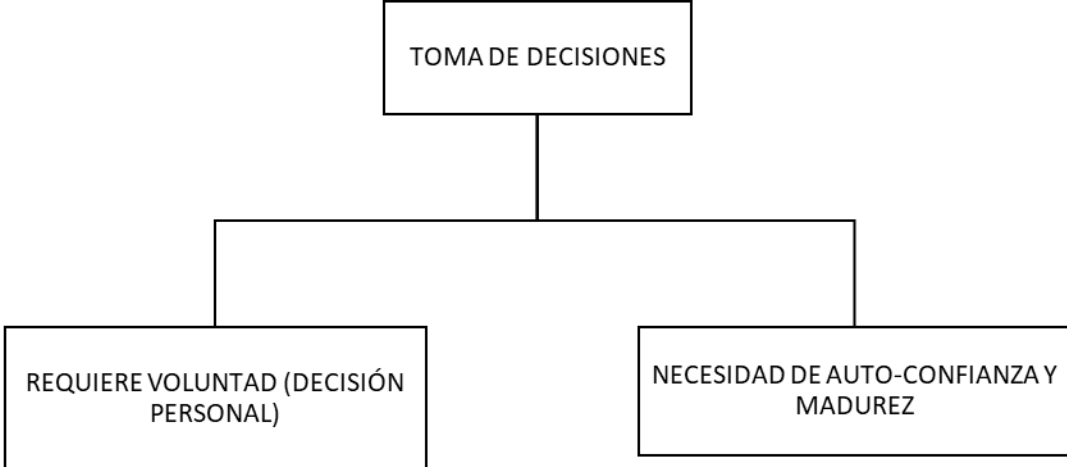 TOMA DE DECISIONES
REQUIERE VOLUNTAD (DECISIÓN
PERSONAL)
NECESIDAD DE AUTO-CONFIANZA Y
MADUREZ